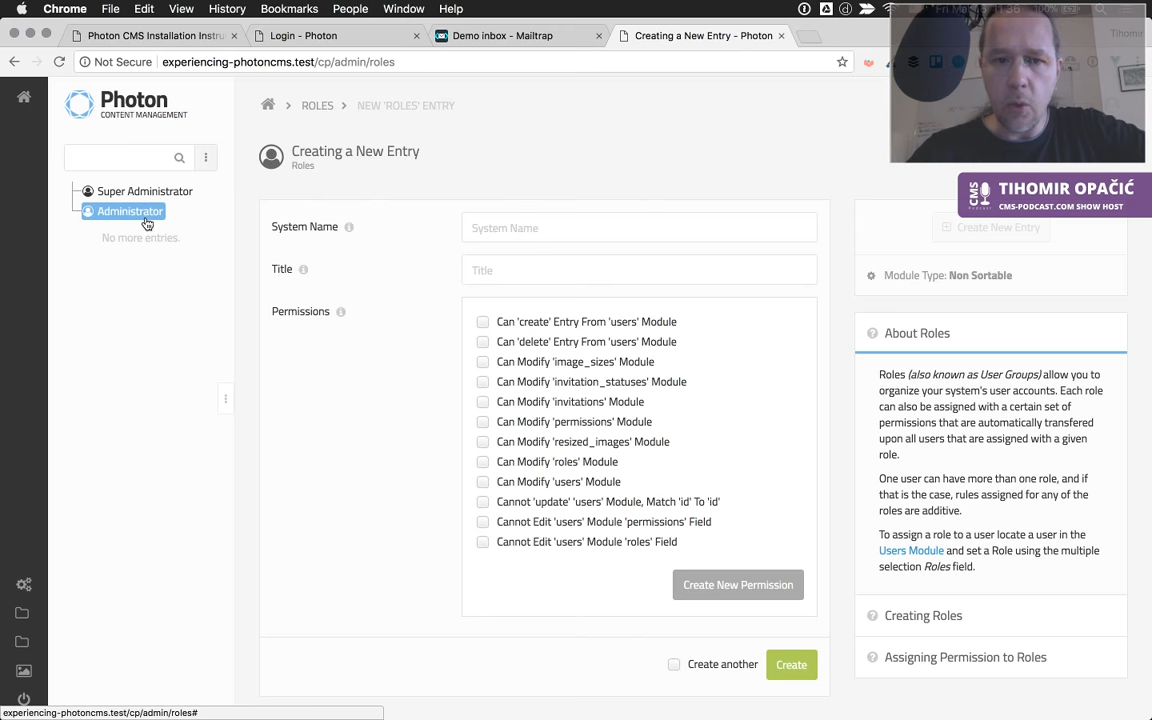 Chrome File Edit View History Bookmarks People Window Help
Photon CMS Installation Instru
Login - Photon
Demo inbox - Mailtrap
Creating a New Entry - Photon
Tihomir
Not Secure experiencing-photoncms.test/cp/admin/roles
Photon
CONTENT MANAGEMENT
ROLES NEW 'ROLES' ENTRY
Creating a New Entry
Roles
TIHOMIR OPAČIĆ
CMS-PODCAST.COM SHOW HOST
CMS
Podcast
Super Administrator
Administrator
No more entries.
System Name
System Name
Title
Title
Permissions
Can 'create' Entry From 'users' Module
Can 'delete' Entry From 'users' Module
Can Modify 'image_sizes' Module
Can Modify 'invitation_statuses' Module
Can Modify 'invitations' Module
Can Modify 'permissions' Module
Can Modify 'resized_images' Module
Can Modify 'roles' Module
Can Modify 'users' Module
Cannot 'update' 'users' Module, Match 'id' To 'id'
Cannot Edit 'users' Module 'permissions' Field
Cannot Edit 'users' Module 'roles' Field
Create New Permission
Create another
Create
Create New Entry
Module Type: Non Sortable
About Roles
Roles (also known as User Groups) allow you to
organize your system's user accounts. Each role
can also be assigned with a certain set of
permissions that are automatically transfered
upon all users that are assigned with a given
role.
One user can have more than one role, and if
that is the case, rules assigned for any of the
roles are additive.
To assign a role to a user locate a user in the
Users Module and set a Role using the multiple
selection Roles field.
Creating Roles
Assigning Permission to Roles
experiencing-photoncms.test/cp/admin/roles#